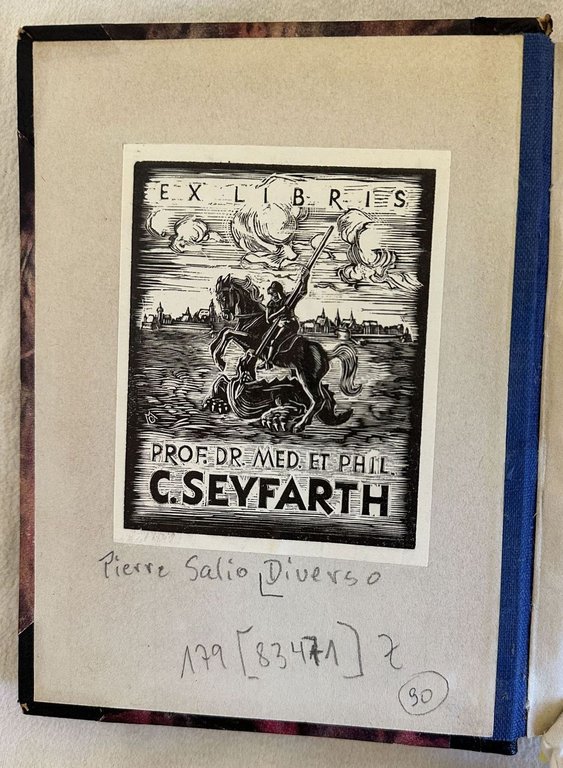 EX LIBRIS
PROF. DR. MED. ET PHIL.
C. SEYFARTH
Pierre Salio Diverso
179 [83471] Z
90